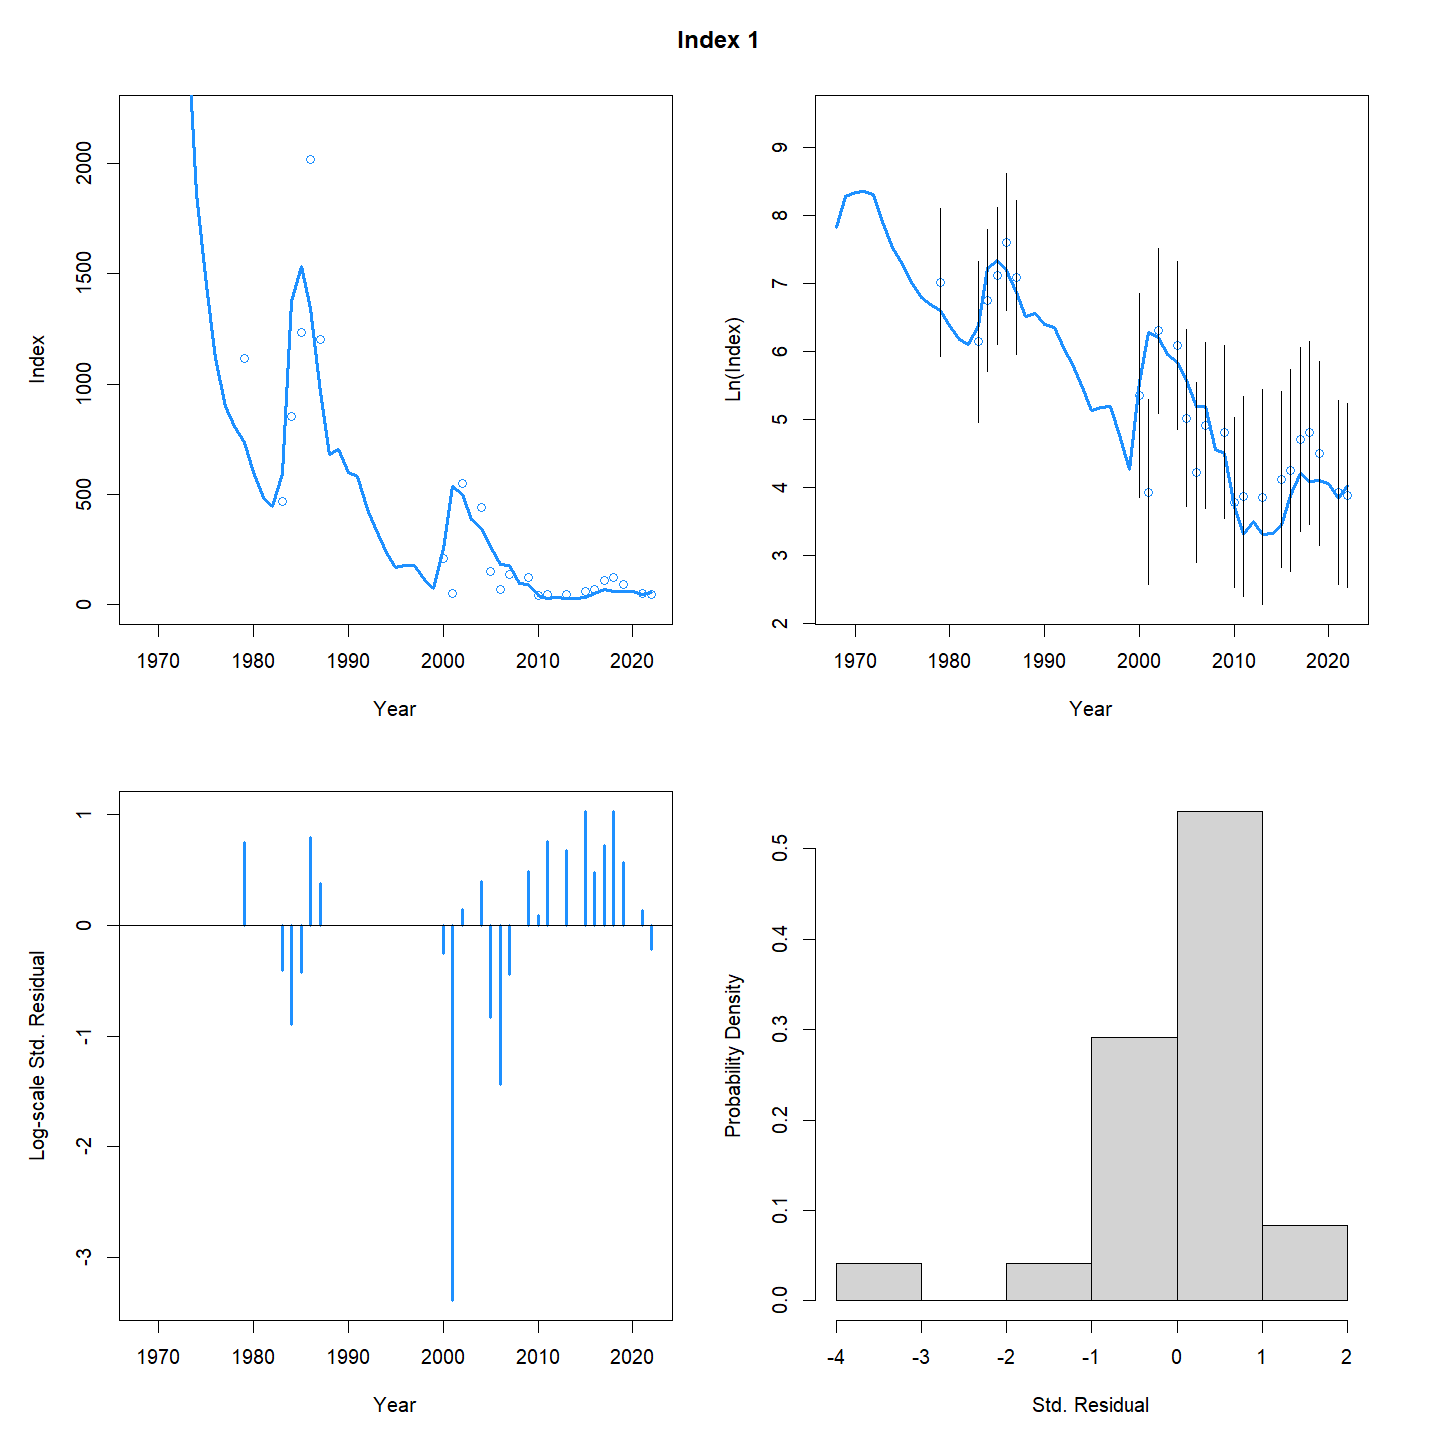 Index 1
Index
2000
1500
1000
500
0
1970 1980 1990 2000 2010 2020
Year
Ln(Index)
9
8
7
6
5
4
3
2
1970 1980 1990 2000 2010 2020
Year
Log-scale Std. Residual
1
0
-1
-2
-3
1970 1980 1990 2000 2010 2020
Year
Probability Density
0.5
0.4
0.3
0.2
0.1
0.0
-4 -3 -2 -1 0 1 2
Std. Residual